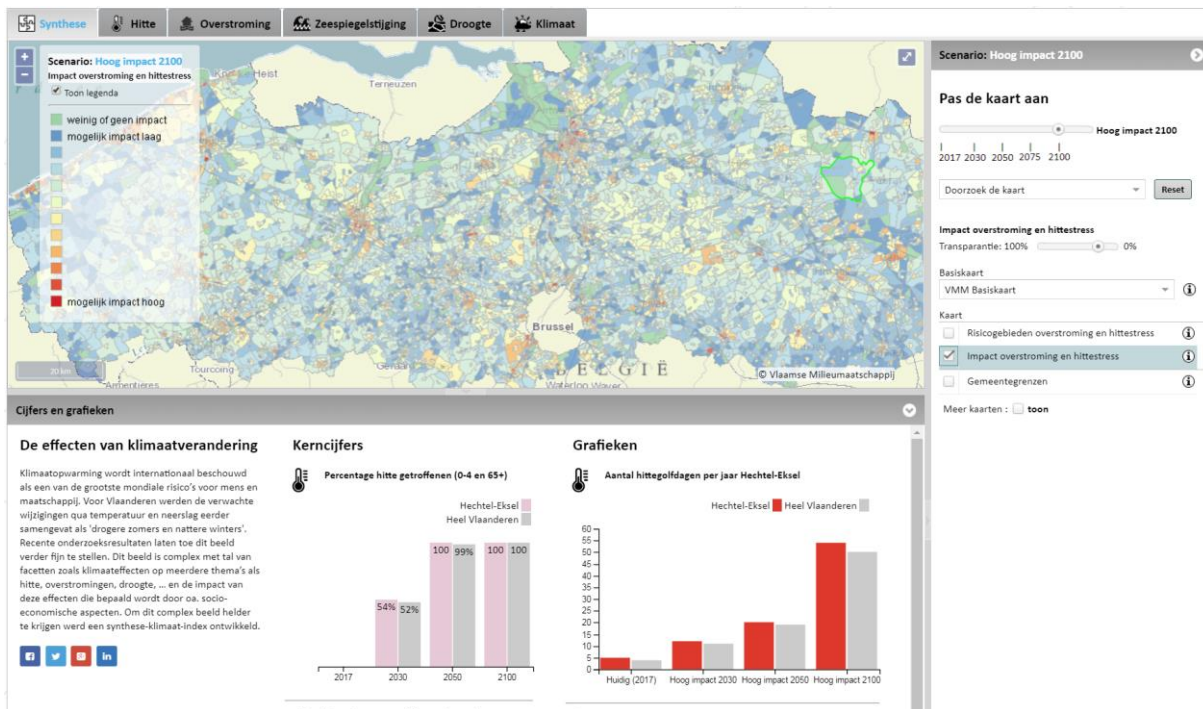 Synthese
Hitte
Overstroming
Zeespiegelstijging
Droogte
Klimaat
Scenario: Hoog impact 2100
Impact overstroming en hittestress
Toon legenda
weinig of geen impact
mogelijk impact laag
mogelijk impact hoog
Heist
Terneuzen
Brussel
BELGIË
Tourcoing
Armentières
Waterloo Wavre
20 km
© Vlaamse Milieumaatschappij
Scenario: Hoog impact 2100
Pas de kaart aan
Hoog impact 2100
2017 2030 2050 2075 2100
Doorzoek de kaart
Reset
Impact overstroming en hittestress
Transparantie: 100% 0%
Basiskaart
VMM Basiskaart
Kaart
Risicogebieden overstroming en hittestress
Impact overstroming en hittestress
Gemeentegrenzen
Meer kaarten : toon
Cijfers en grafieken
De effecten van klimaatverandering
Klimaatopwarming wordt internationaal beschouwd
als een van de grootste mondiale risico's voor mens en
maatschappij. Voor Vlaanderen werden de verwachte
wijzigingen qua temperatuur en neerslag eerder
samengevat als 'drogere zomers en nattere winters'.
Recente onderzoeksresultaten laten toe dit beeld
verder fijn te stellen. Dit beeld is complex met tal van
facetten zoals klimaateffecten op meerdere thema's als
hitte, overstromingen, droogte, ... en de impact van
deze effecten die bepaald wordt door oa. socio-
economische aspecten. Om dit complex beeld helder
te krijgen werd een synthese-klimaat-index ontwikkeld.
Kerncijfers
Percentage hitte getroffenen (0-4 en 65+)
Hechtel-Eksel
Heel Vlaanderen
54% 52%
100 99%
100 100
2017 2030 2050 2100
Grafieken
Aantal hittegolfdagen per jaar Hechtel-Eksel
Hechtel-Eksel Heel Vlaanderen
60
55
50
45
40
35
30
25
20
15
10
5
0
Huidig (2017) Hoog impact 2030 Hoog impact 2050 Hoog impact 2100